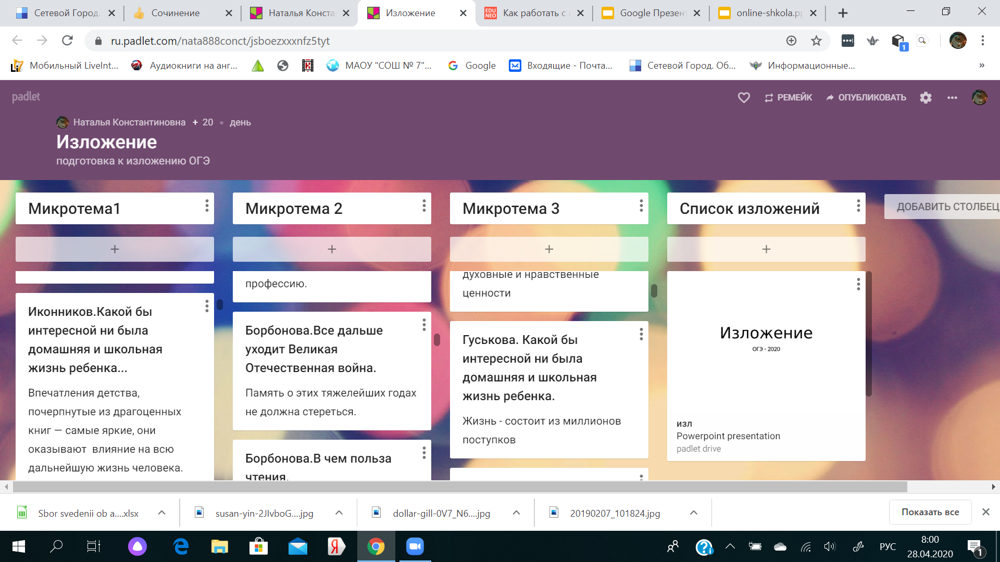 Сетевой Город.
Сочинение
Наталья Конста
Изложение
EDU NEO
Как работать с
Google Презен
online-shkola.pp
ru.padlet.com/nata888conct/jsboezxxxnfz5tyt
1
Мобильный LiveInt...
Аудиокниги на анг...
МАОУ "СОШ № 7"...
Google
Входящие - Почта...
Сетевой Город. Об...
Информационные...
»
padlet
РЕМЕЙК
ОПУБЛИКОВАТЬ
Наталья Константиновна + 20 • день
Изложение
подготовка к изложению ОГЭ
Микротема1
Иконников.Какой бы
интересной ни была
домашняя и школьная
жизнь ребенка...
Впечатления детства,
почерпнутые из драгоценных
книг — самые яркие, они
оказывают влияние на всю
дальнейшую жизнь человека.
Микротема 2
профессию.
Борбонова.Все дальше
уходит Великая
Отечественная война.
Память о этих тяжелейших годах
не должна стереться.
Борбонова.В чем польза
чтения.
Микротема 3
духовные и нравственные
ценности
Гуськова. Какой бы
интересной ни была
домашняя и школьная
жизнь ребенка.
Жизнь - состоит из миллионов
поступков
Список изложений
Изложение
ОГЭ - 2020
изл
Powerpoint presentation
padlet drive
ДОБАВИТЬ СТОЛБЕЦ
Sbor svedenii ob a....xlsx
susan-yin-2JIvboG....jpg
dollar-gill-0V7_N6....jpg
20190207_101824.jpg
Показать все
РУС
8:00
28.04.2020
1